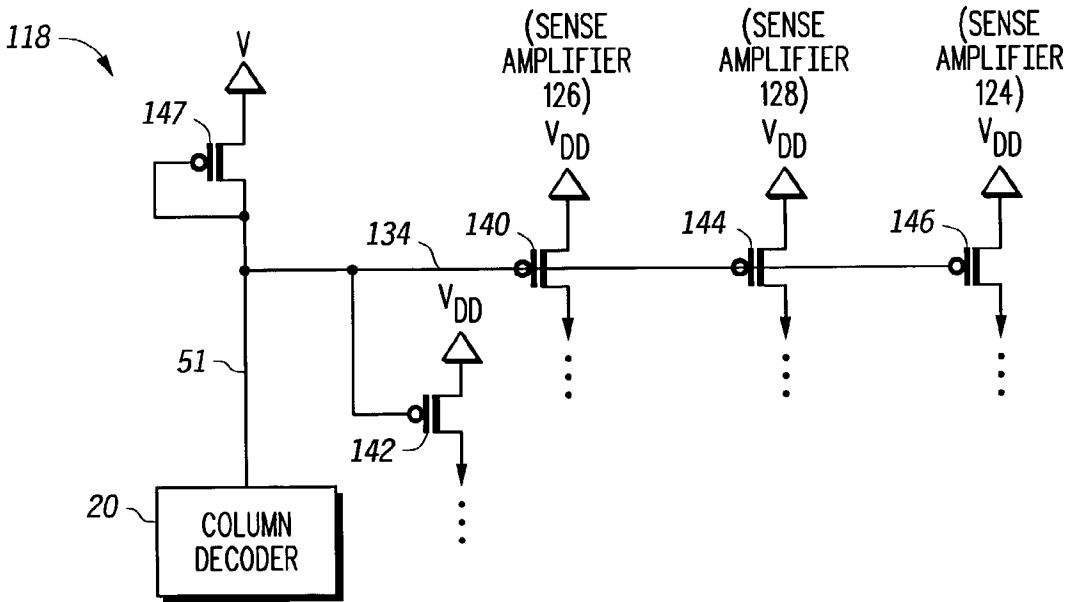 118
V
147
(SENSE
AMPLIFIER
126)
VDD
(SENSE
AMPLIFIER
128)
VDD
(SENSE
AMPLIFIER
124)
VDD
134
140
144
146
VDD
51
142
20
COLUMN
DECODER